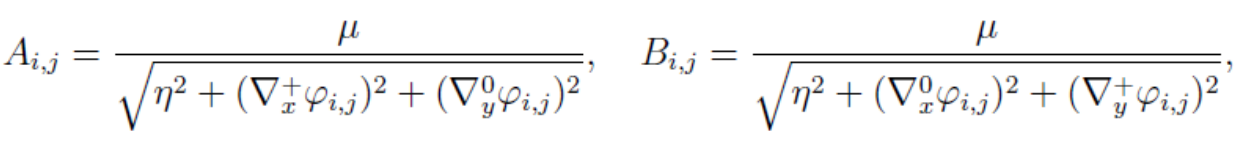 $A_{i,j} = \frac{\mu}{\sqrt{\eta^2 + (\nabla_x^+ \varphi_{i,j})^2 + (\nabla_y^0 \varphi_{i,j})^2}}, \quad B_{i,j} = \frac{\mu}{\sqrt{\eta^2 + (\nabla_x^0 \varphi_{i,j})^2 + (\nabla_y^+ \varphi_{i,j})^2}},$